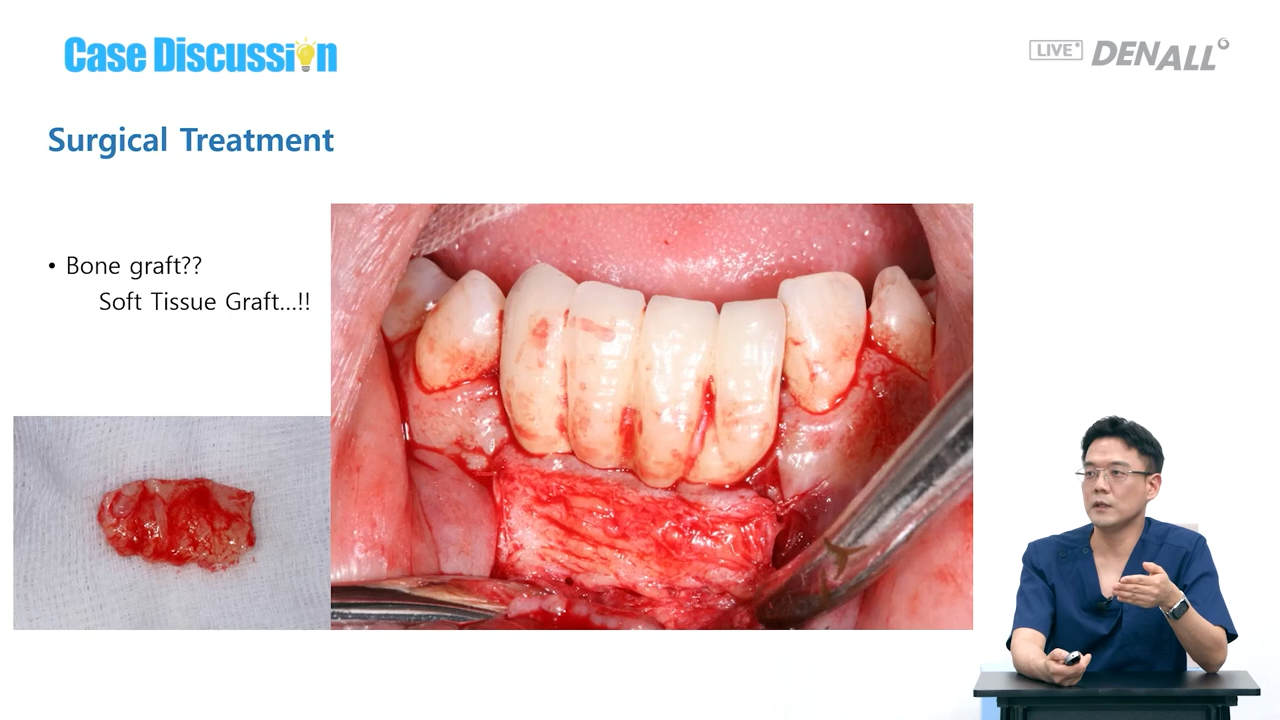 Case Discussion
LIVE DENALL
Surgical Treatment
• Bone graft??
Soft Tissue Graft...!!